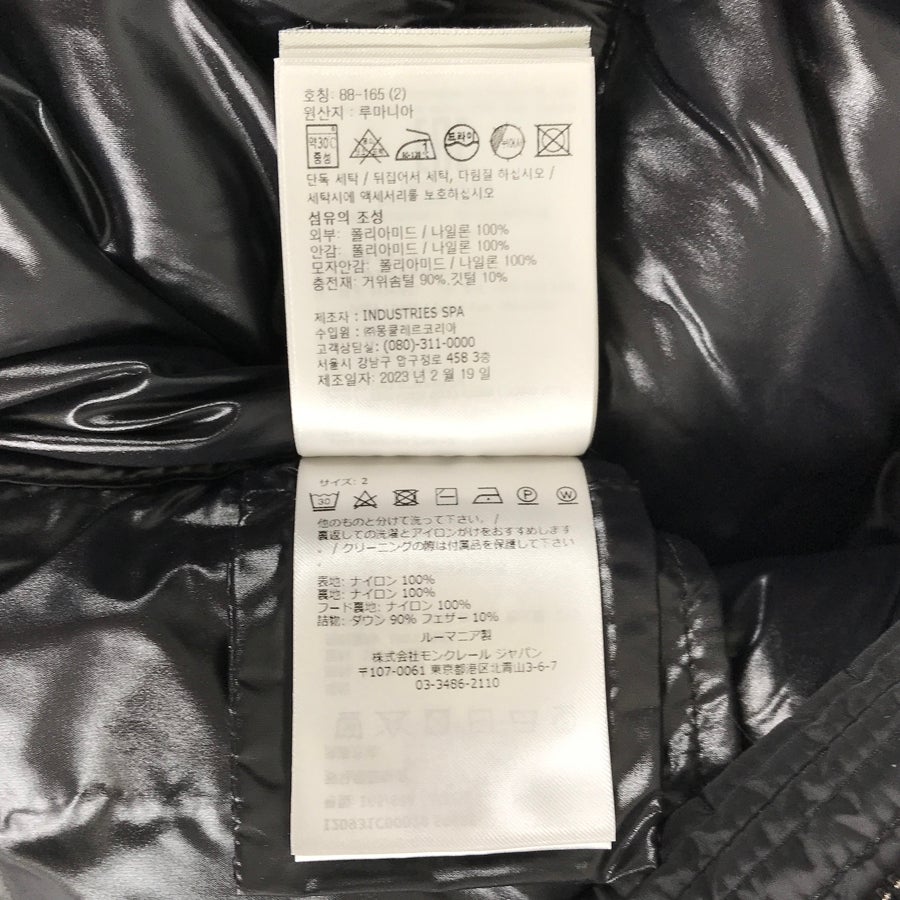 호칭: 88-165 (2)
원산지 : 루마니아
약30℃
중성
드라이
단독 세탁 / 뒤집어서 세탁, 다림질 하십시오 /
세탁시에 액세서리를 보호하십시오
섬유의 조성
외부: 폴리아미드 / 나일론 100%
안감: 폴리아미드 / 나일론 100%
모자안감: 폴리아미드 / 나일론 100%
충전재: 거위솜털 90%, 깃털 10%
제조자 : INDUSTRIES SPA
수입원 : ㈜몽클레르코리아
고객상담실: (080)-311-0000
서울시 강남구 압구정로 458 3층
제조일자: 2023 년 2 월 19 일
サイズ: 2
30
P
W
他のものと分けて洗って下さい。/
裏返しての洗濯とアイロンがけをおすすめします
。/ クリーニングの際は付属品を保護して下さい
.
表地: ナイロン 100%
裏地: ナイロン 100%
フード裏地: ナイロン 100%
詰物: ダウン 90% フェザー 10%
ルーマニア製
株式会社モンクレール ジャパン
〒107-0061 東京都港区北青山3-6-7
03-3486-2110